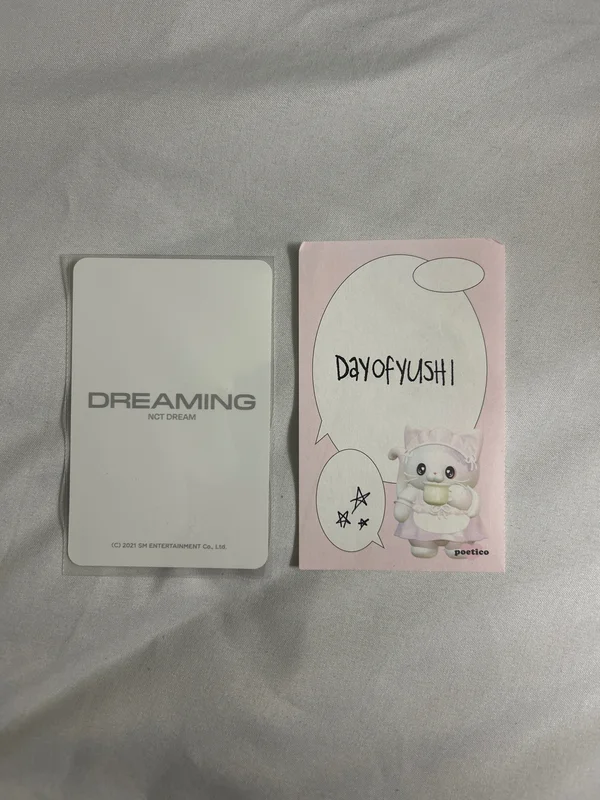 DREAMING
NCT DREAM
(C) 2021 SM ENTERTAINMENT Co., Ltd.
DayOfyUSHI
poetico